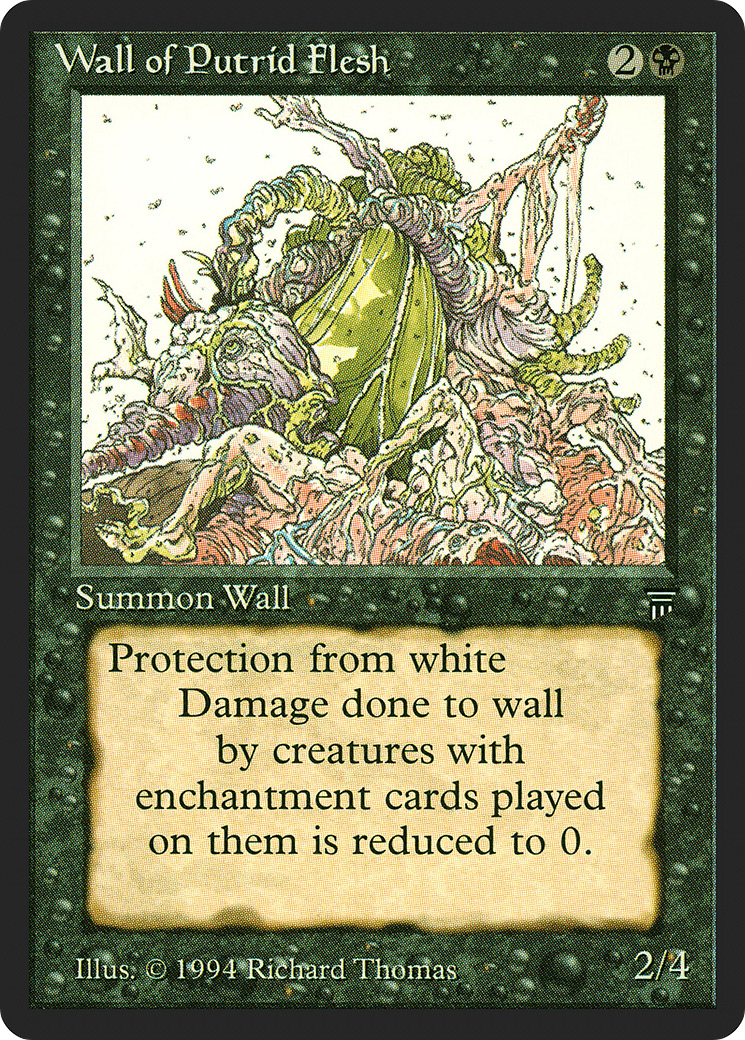 Wall of Putrid Flesh 2
Summon Wall
Protection from white
Damage done to wall
by creatures with
enchantment cards played
on them is reduced to 0.
Illus. © 1994 Richard Thomas 2/4